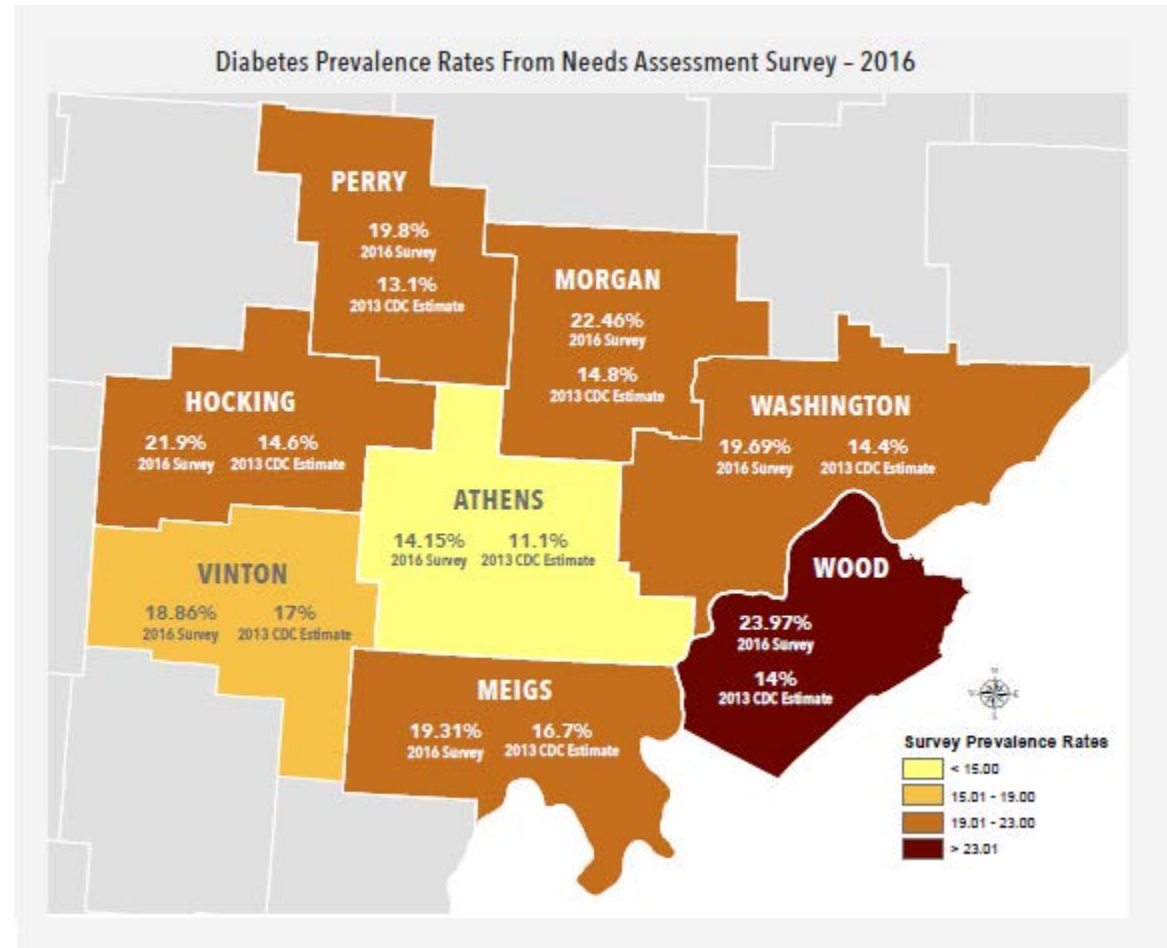 Diabetes Prevalence Rates From Needs Assessment Survey – 2016
PERRY
19.8%
2016 Survey
13.1%
2013 CDC Estimate
MORGAN
22.46%
2016 Survey
14.8%
2013 CDC Estimate
HOCKING
21.9% 14.6%
2016 Survey 2013 CDC Estimate
WASHINGTON
19.69% 14.4%
2016 Survey 2013 CDC Estimate
ATHENS
14.15% 11.1%
2016 Survey 2013 CDC Estimate
VINTON
18.86% 17%
2016 Survey 2013 CDC Estimate
WOOD
23.97%
2016 Survey
14%
2013 CDC Estimate
MEIGS
19.31% 16.7%
2016 Survey 2013 CDC Estimate
N
W E
S
Survey Prevalence Rates
< 15.00
15.01 - 19.00
19.01 - 23.00
> 23.01